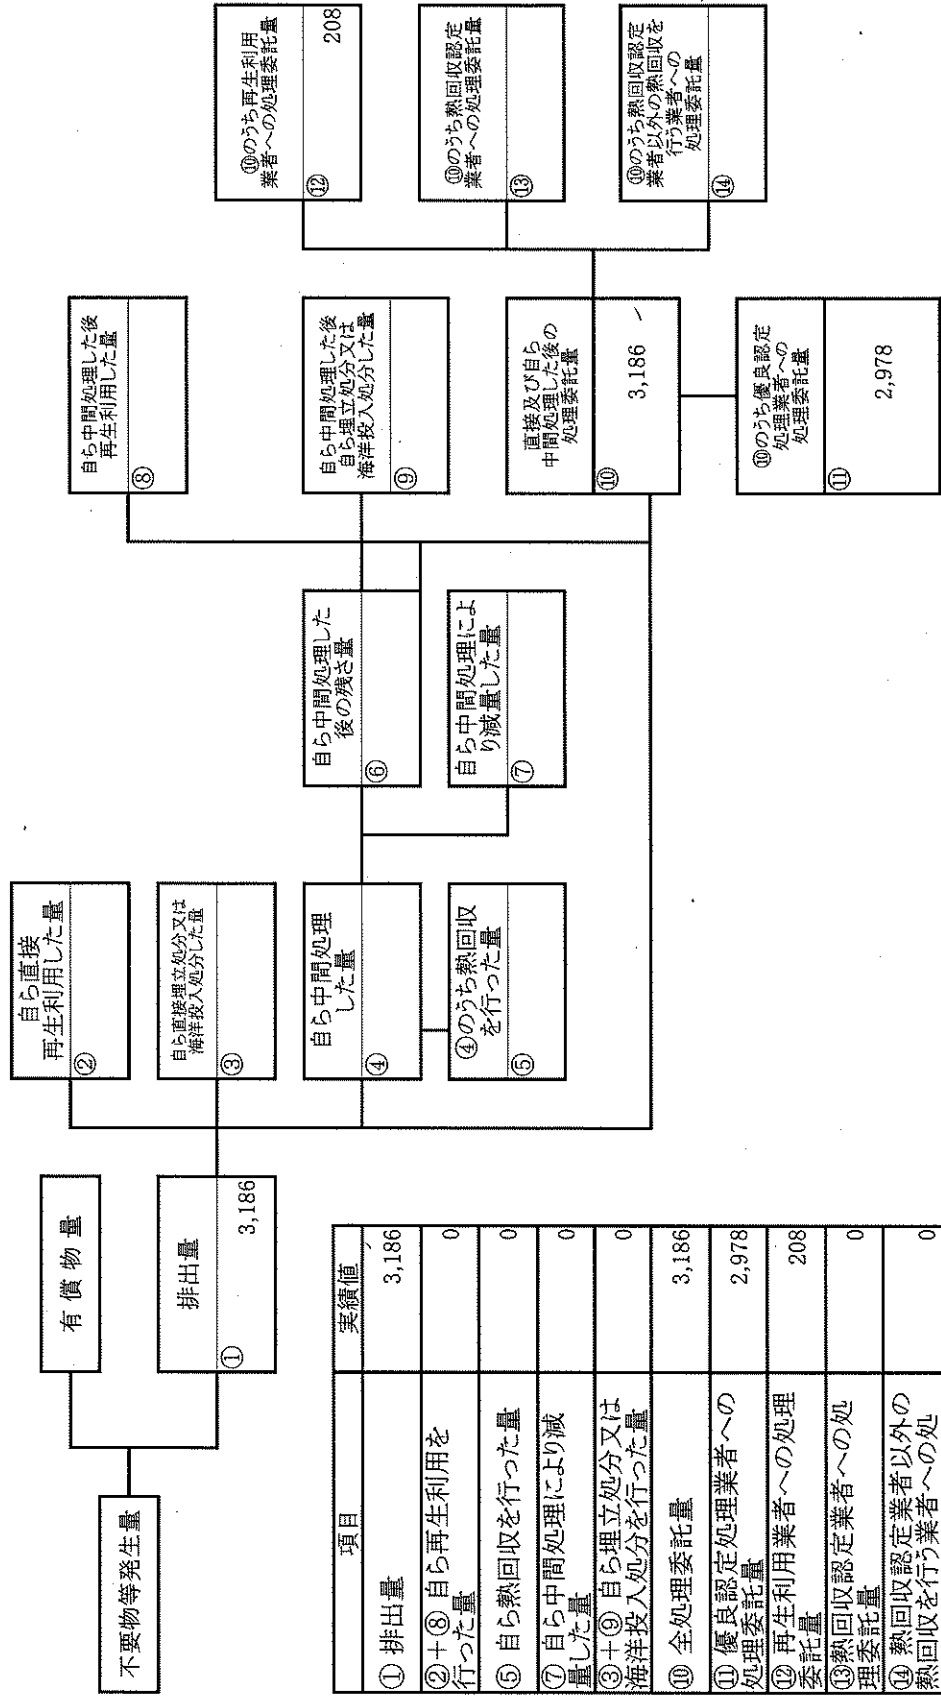 不要物等発生量
有償物量
排出量
①
3,186
自ら直接
再生利用した量
②
自ら直接埋立処分又は
海洋投入処分した量
③
自ら中間処理
した量
④
④のうち熱回収
を行った量
⑤
自ら中間処理した
後の残さ量
⑥
自ら中間処理によ
り減量した量
⑦
自ら中間処理した後
再生利用した量
⑧
自ら中間処理した後
自ら埋立処分又は
海洋投入処分した量
⑨
直接及び自ら
中間処理した後の
処理委託量
⑩
3,186
⑩のうち優良認定
処理業者への
処理委託量
⑪
2,978
⑩のうち再生利用
業者への処理委託量
⑫
208
⑩のうち熱回収認定
業者への処理委託量
⑬
⑩のうち熱回収認定
業者以外の熱回収を
行う業者への
処理委託量
⑭
項目 実績値
① 排出量 3,186
②+⑧ 自ら再生利用を
行った量 0
⑤ 自ら熱回収を行った量 0
⑦ 自ら中間処理により減
量した量 0
③+⑨ 自ら埋立処分又は
海洋投入処分を行った量 0
⑩ 全処理委託量 3,186
⑪ 優良認定処理業者への
処理委託量 2,978
⑫ 再生利用業者への処理
委託量 208
⑬熱回収認定業者への処
理委託量 0
⑭ 熱回収認定業者以外の
熱回収を行う業者への処 0